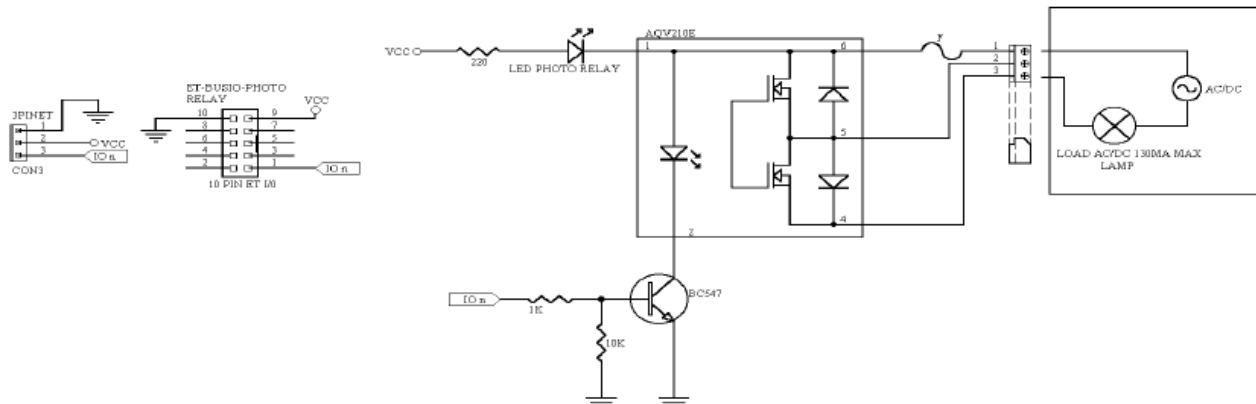 3PINET
1
2
VCC
3
IO n
CON3
ET-BUSIO-PHOTO
RELAY
VCC
10
9
8
7
6
5
4
3
2
1
IO n
10 PIN ET I/O
VCC
220
LED PHOTO RELAY
AQV210E
1
6
5
4
2
F
1
2
3
AC/DC
LOAD AC/DC 130MA MAX
LAMP
IO n
1K
10K
BC547